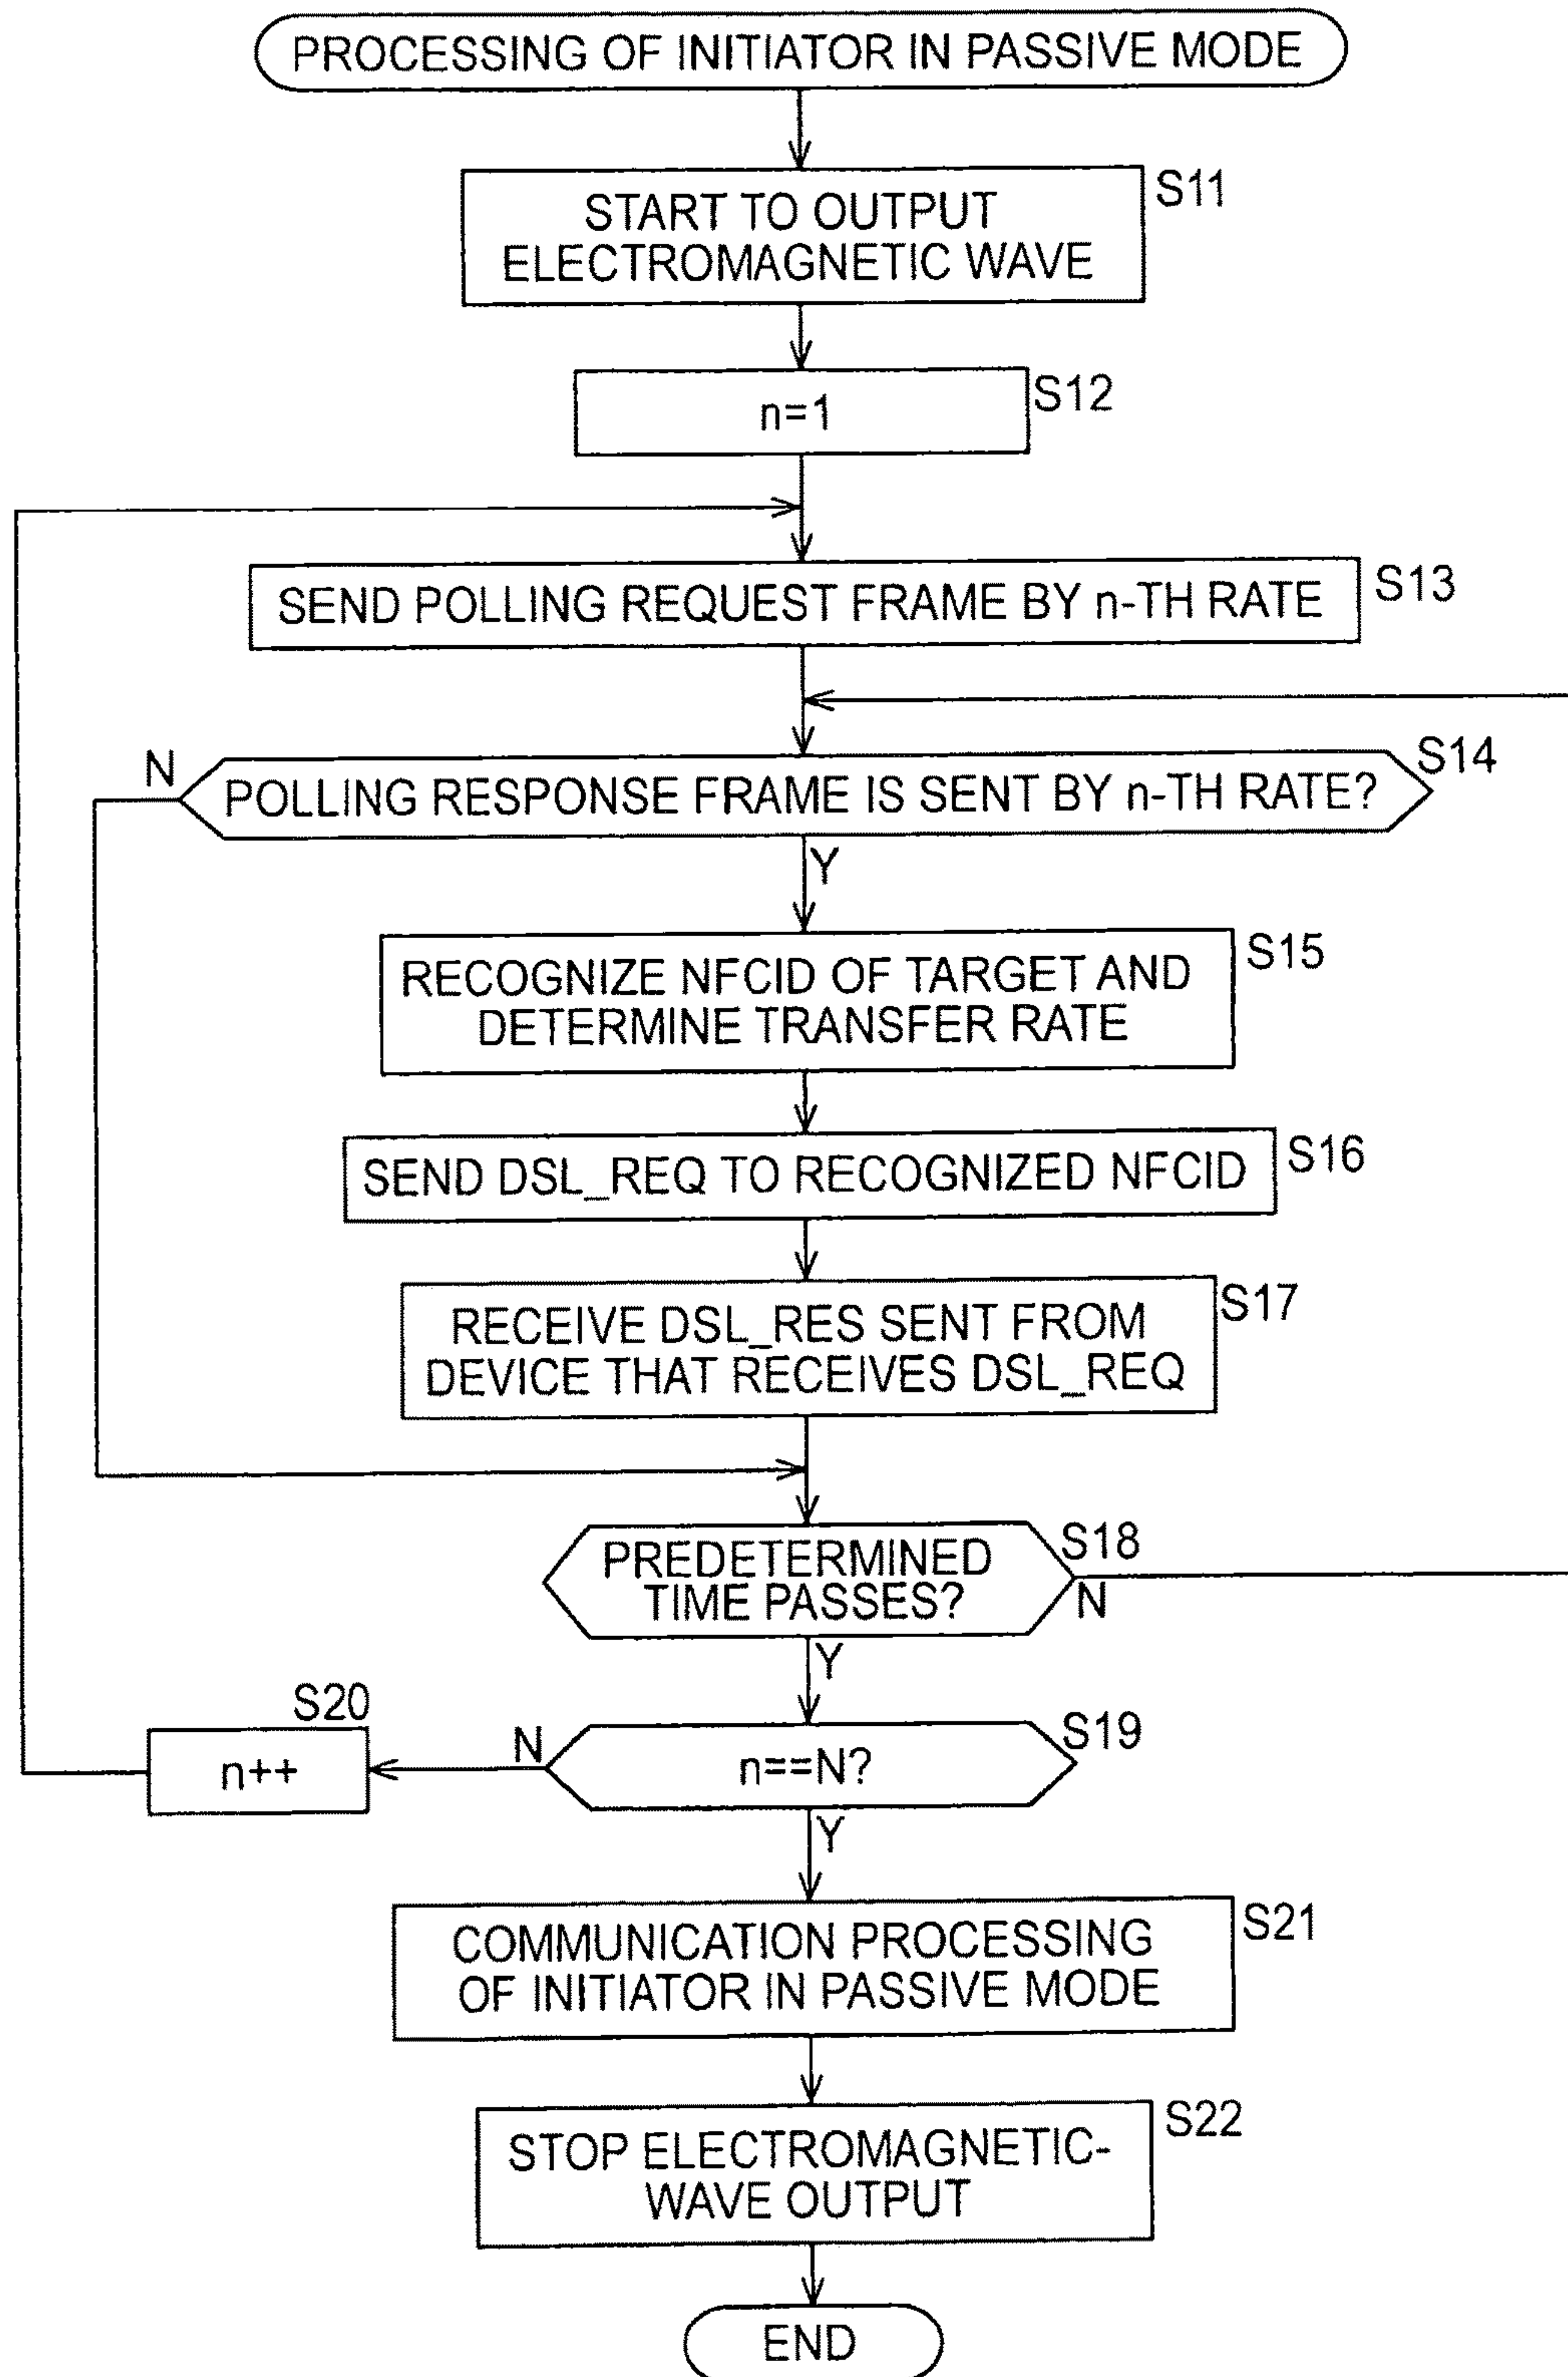 PROCESSING OF INITIATOR IN PASSIVE MODE
START TO OUTPUT
ELECTROMAGNETIC WAVE
S11
n=1
S12
SEND POLLING REQUEST FRAME BY n-TH RATE
S13
N
POLLING RESPONSE FRAME IS SENT BY n-TH RATE?
S14
Y
RECOGNIZE NFCID OF TARGET AND
DETERMINE TRANSFER RATE
S15
SEND DSL_REQ TO RECOGNIZED NFCID
S16
RECEIVE DSL_RES SENT FROM
DEVICE THAT RECEIVES DSL_REQ
S17
PREDETERMINED
TIME PASSES?
S18
N
Y
S20
n++
N
n==N?
S19
Y
COMMUNICATION PROCESSING
OF INITIATOR IN PASSIVE MODE
S21
STOP ELECTROMAGNETIC-
WAVE OUTPUT
S22
END